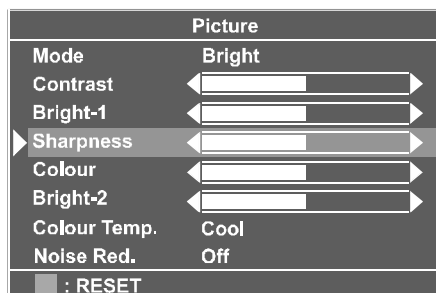 Picture
Mode Bright
Contrast
Bright-1
Sharpness
Colour
Bright-2
Colour Temp. Cool
Noise Red. Off
: RESET